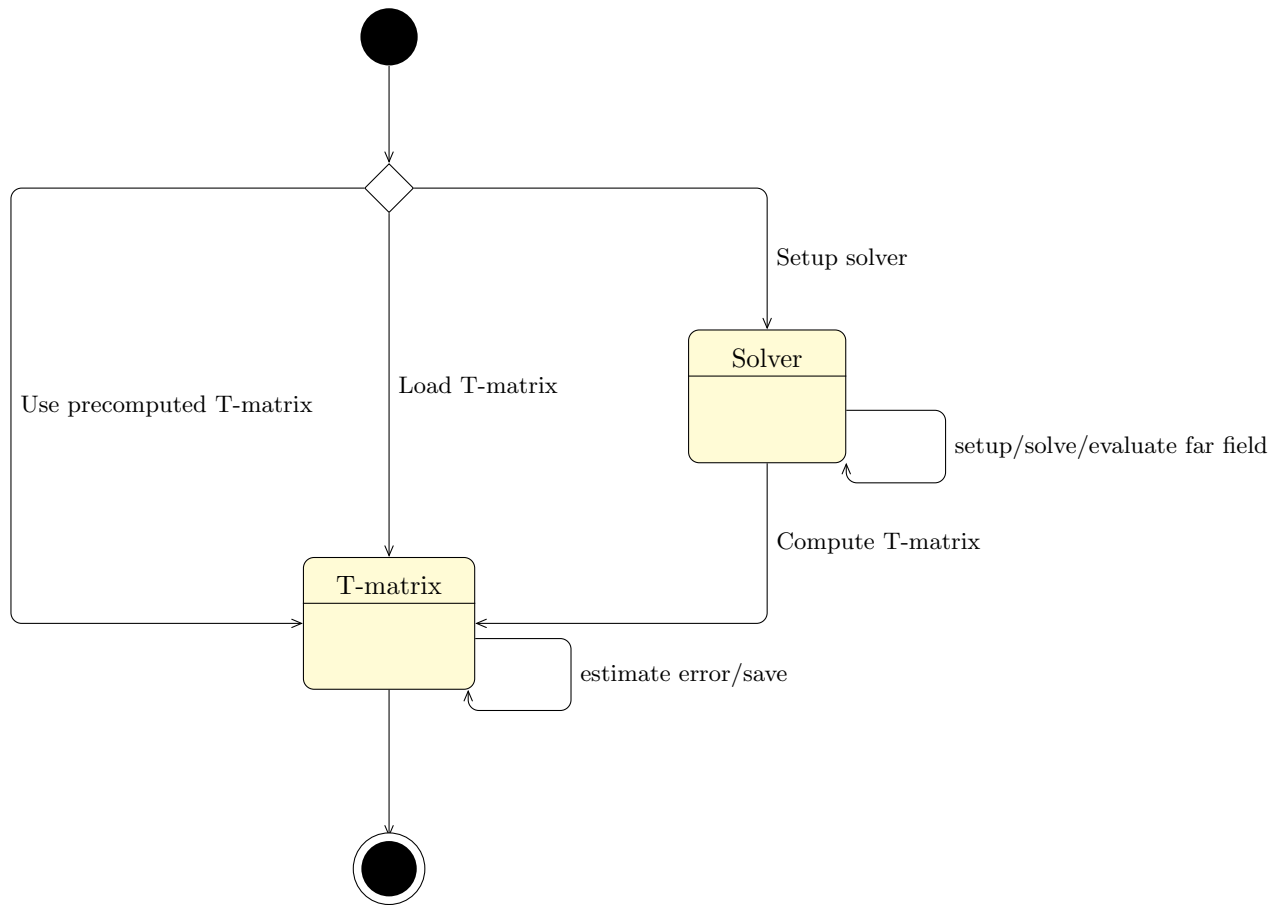 Setup solver
Solver
Load T-matrix
Use precomputed T-matrix
setup/solve/evaluate far field
Compute T-matrix
T-matrix
estimate error/save